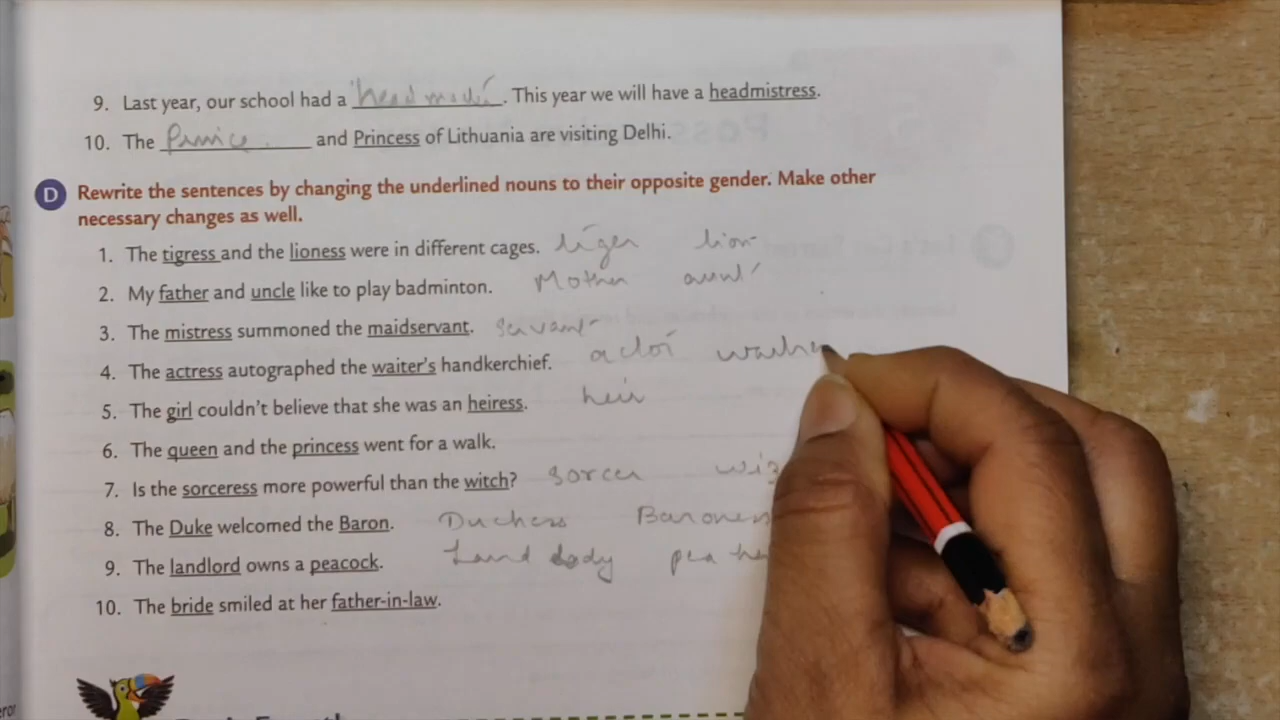 9. Last year, our school had a head. This year we will have a headmistress.
10. The Prince and Princess of Lithuania are visiting Delhi.
D Rewrite the sentences by changing the underlined nouns to their opposite gender. Make other
necessary changes as well.
1. The tigress and the lioness were in different cages. tiger lion
2. My father and uncle like to play badminton. Mother aunt
3. The mistress summoned the maidservant. servant
4. The actress autographed the waiter's handkerchief. actor
5. The girl couldn't believe that she was an heiress. heir
6. The queen and the princess went for a walk.
7. Is the sorceress more powerful than the witch? sorcer wiz
8. The Duke welcomed the Baron. Duchess Baroness
9. The landlord owns a peacock. Land lady pea he
10. The bride smiled at her father-in-law.